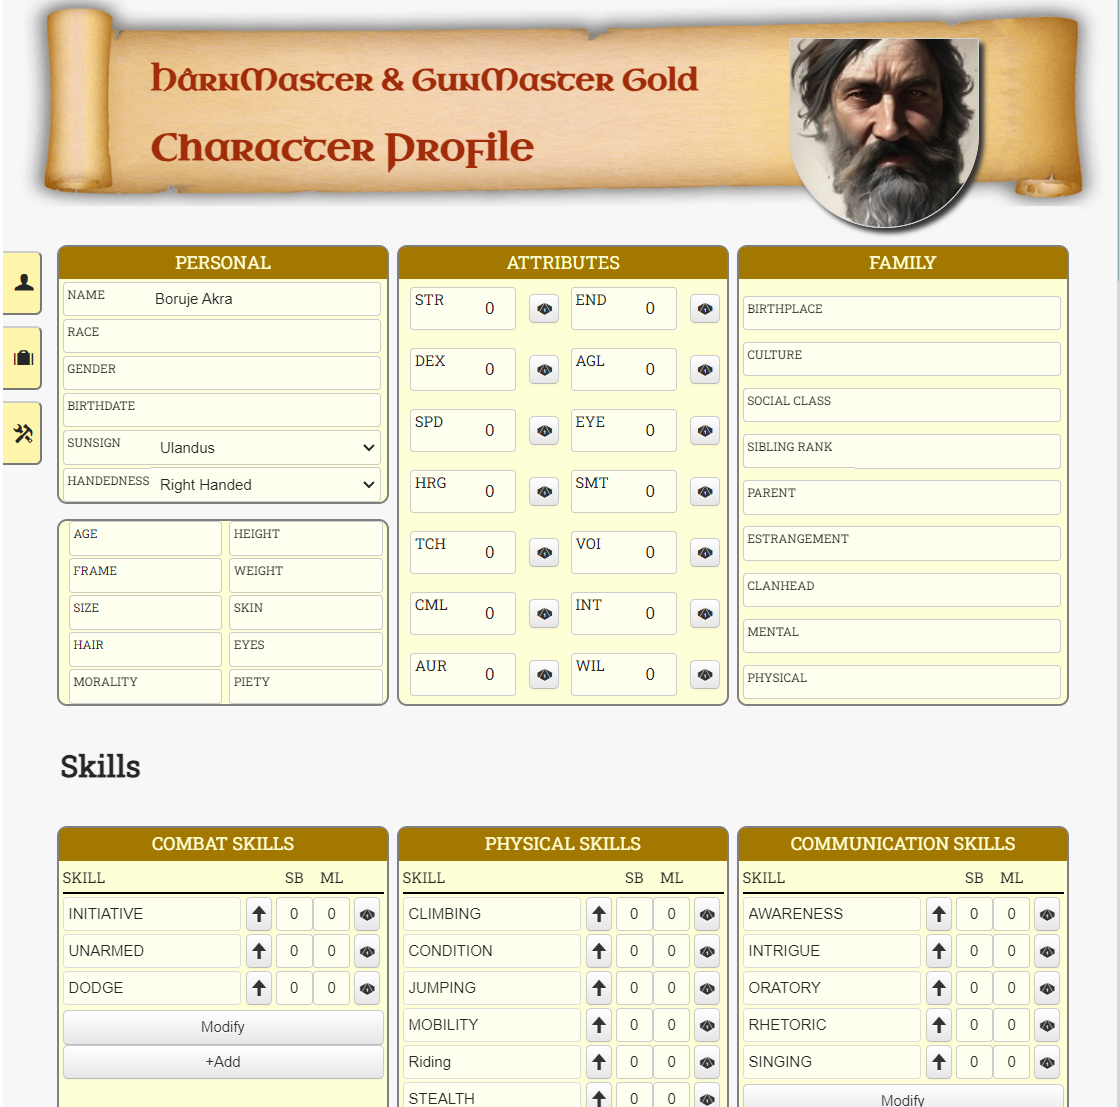 HârnMaster & GunMaster Gold
Character Profile
PERSONAL
NAME Boruje Akra
RACE
GENDER
BIRTHDATE
SUNSIGN Ulandus
HANDEDNESS Right Handed
AGE HEIGHT
FRAME WEIGHT
SIZE SKIN
HAIR EYES
MORALITY PIETY
ATTRIBUTES
STR 0 END 0
DEX 0 AGL 0
SPD 0 EYE 0
HRG 0 SMT 0
TCH 0 VOI 0
CML 0 INT 0
AUR 0 WIL 0
FAMILY
BIRTHPLACE
CULTURE
SOCIAL CLASS
SIBLING RANK
PARENT
ESTRANGEMENT
CLANHEAD
MENTAL
PHYSICAL
Skills
COMBAT SKILLS
SKILL SB ML
INITIATIVE 0 0
UNARMED 0 0
DODGE 0 0
Modify
+Add
PHYSICAL SKILLS
SKILL SB ML
CLIMBING 0 0
CONDITION 0 0
JUMPING 0 0
MOBILITY 0 0
Riding 0 0
STEALTH 0 0
COMMUNICATION SKILLS
SKILL SB ML
AWARENESS 0 0
INTRIGUE 0 0
ORATORY 0 0
RHETORIC 0 0
SINGING 0 0
Modify